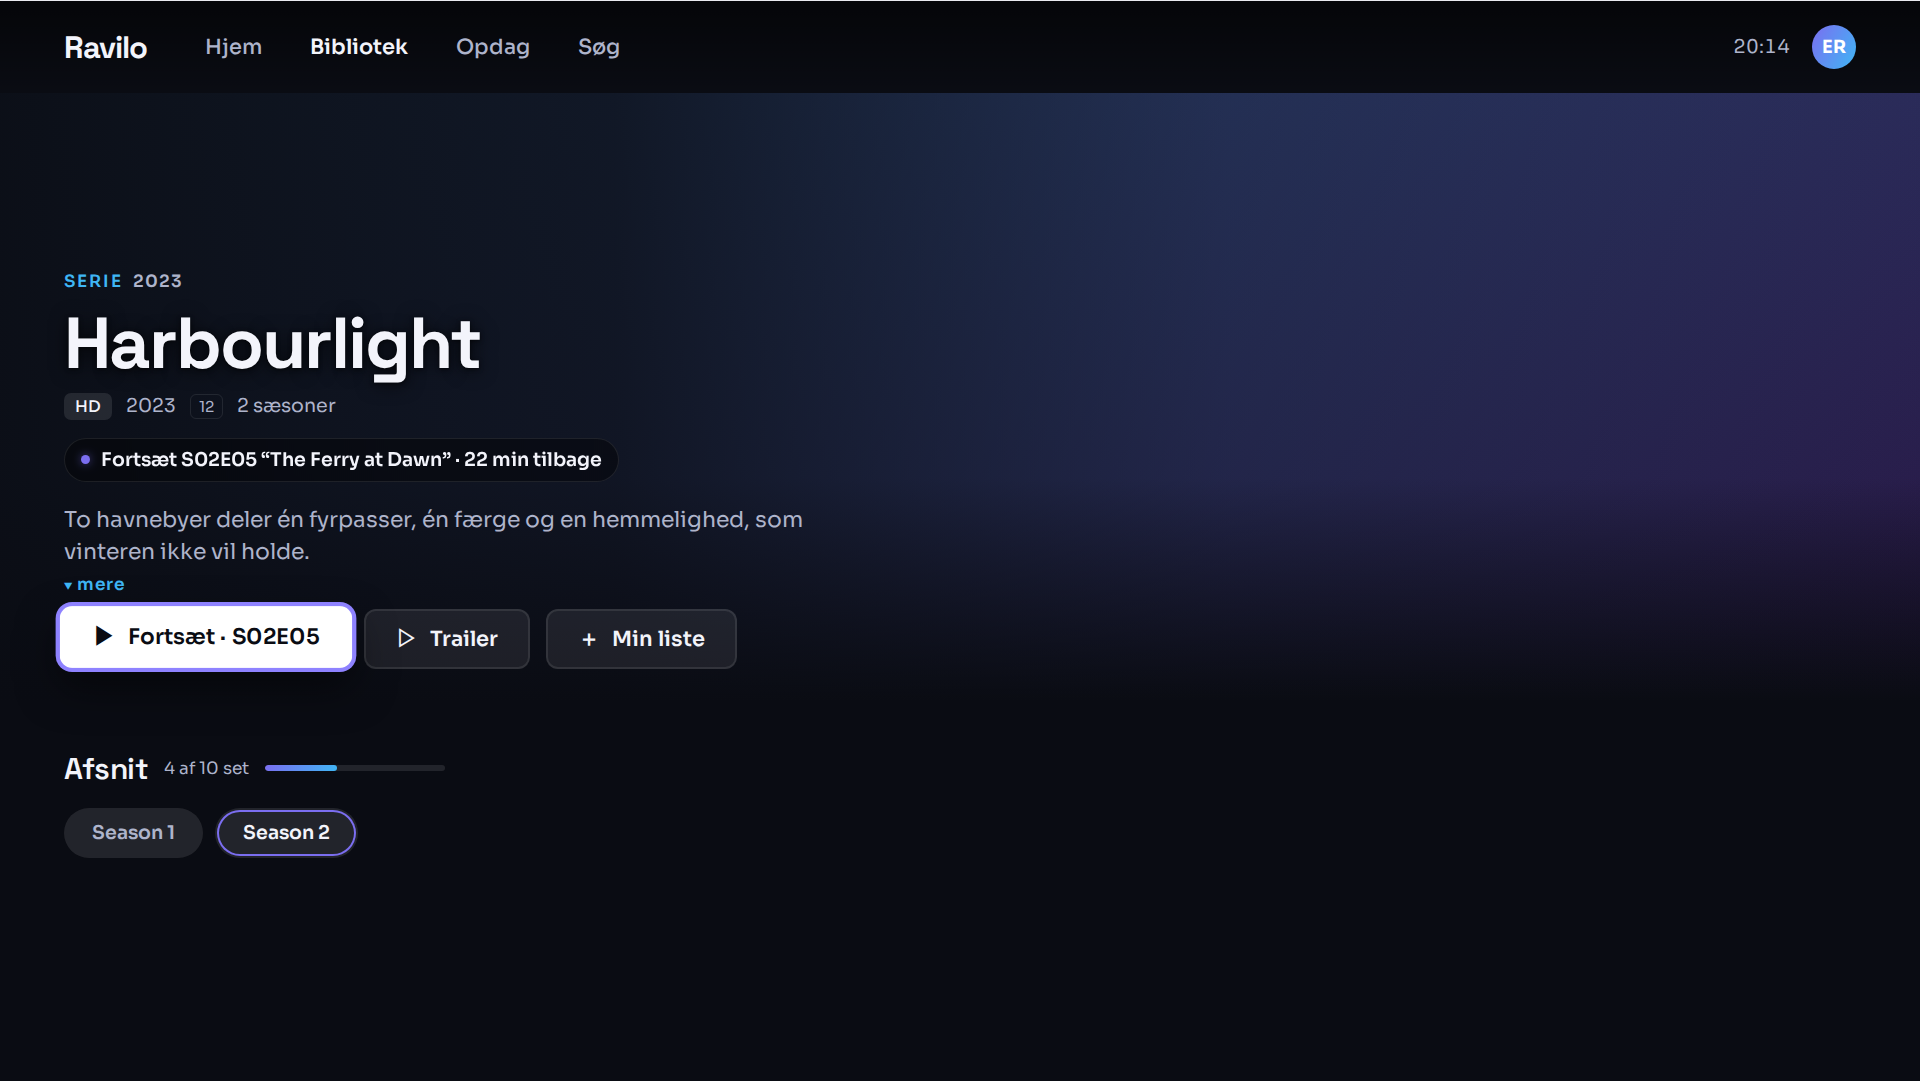 Ravilo Hjem Bibliotek Opdag Søg 20:14 ER
SERIE 2023
Harbourlight
HD 2023 12 2 sæsoner
Fortsæt S02E05 “The Ferry at Dawn” · 22 min tilbage
To havnebyer deler én fyrpasser, én færge og en hemmelighed, som
vinteren ikke vil holde.
▾ mere
▶ Fortsæt · S02E05 ▷ Trailer + Min liste
Afsnit 4 af 10 set
Season 1 Season 2